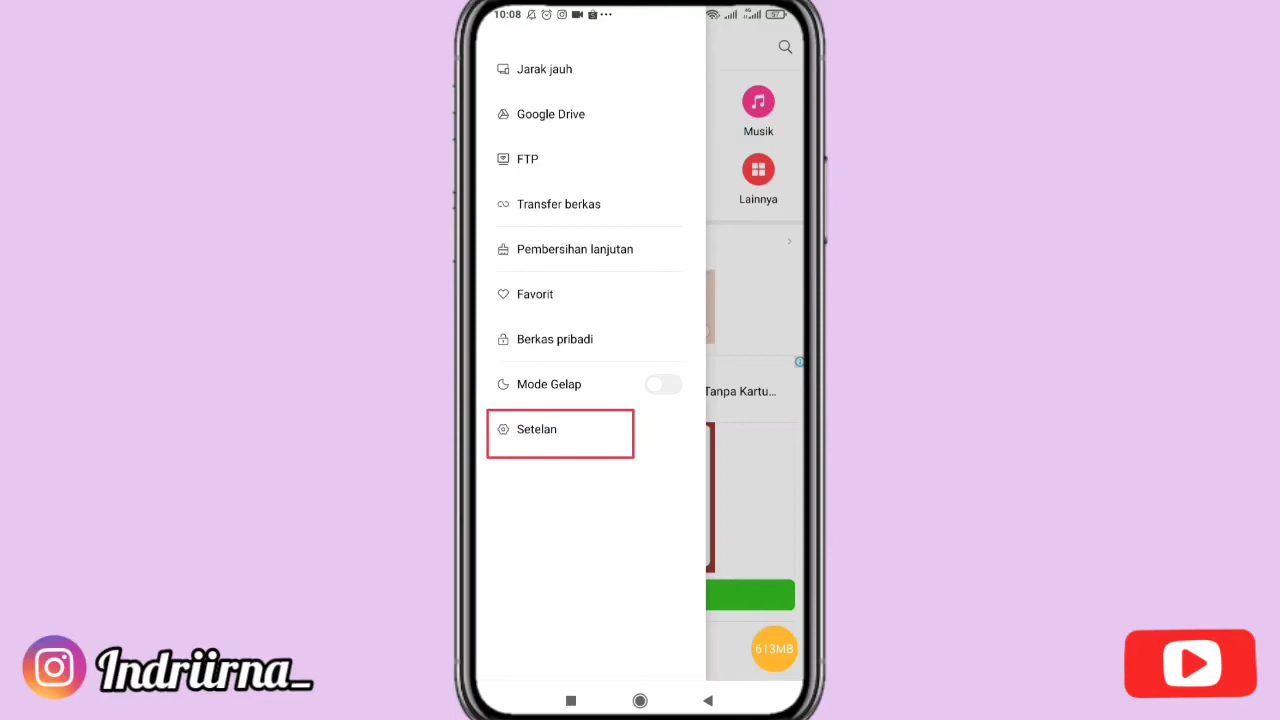 10:08
57
Jarak jauh
Google Drive
FTP
Transfer berkas
Pembersihan lanjutan
Favorit
Berkas pribadi
Mode Gelap
Setelan
Musik
Lainnya
Tanpa Kartu...
613MB
Indriirna_